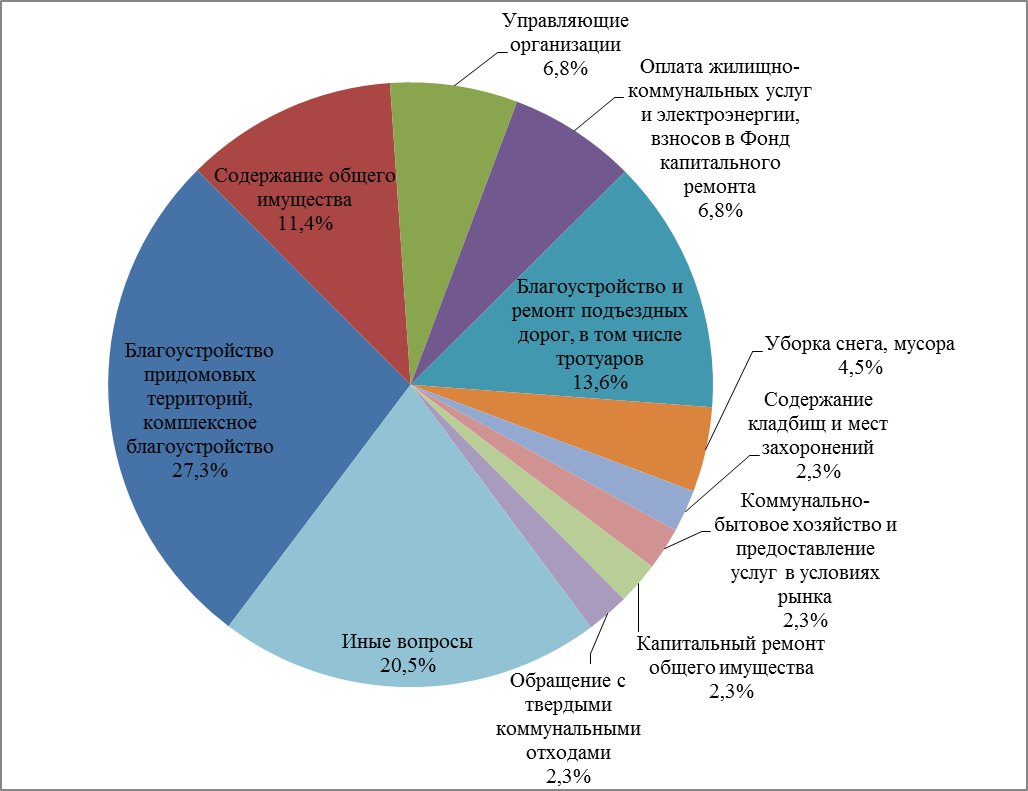 Управляющие
организации
6,8%
Оплата жилищно-
коммунальных услуг
и электроэнергии,
взносов в Фонд
капитального
ремонта
6,8%
Содержание общего
имущества
11,4%
Благоустройство и
ремонт подъездных
дорог, в том числе
тротуаров
13,6%
Уборка снега, мусора
4,5%
Благоустройство
придомовых
территорий,
комплексное
благоустройство
27,3%
Содержание
кладбищ и мест
захоронений
2,3%
Коммунально-
бытовое хозяйство и
предоставление
услуг в условиях
рынка
2,3%
Иные вопросы
20,5%
Капитальный ремонт
общего имущества
2,3%
Обращение с
твердыми
коммунальными
отходами
2,3%